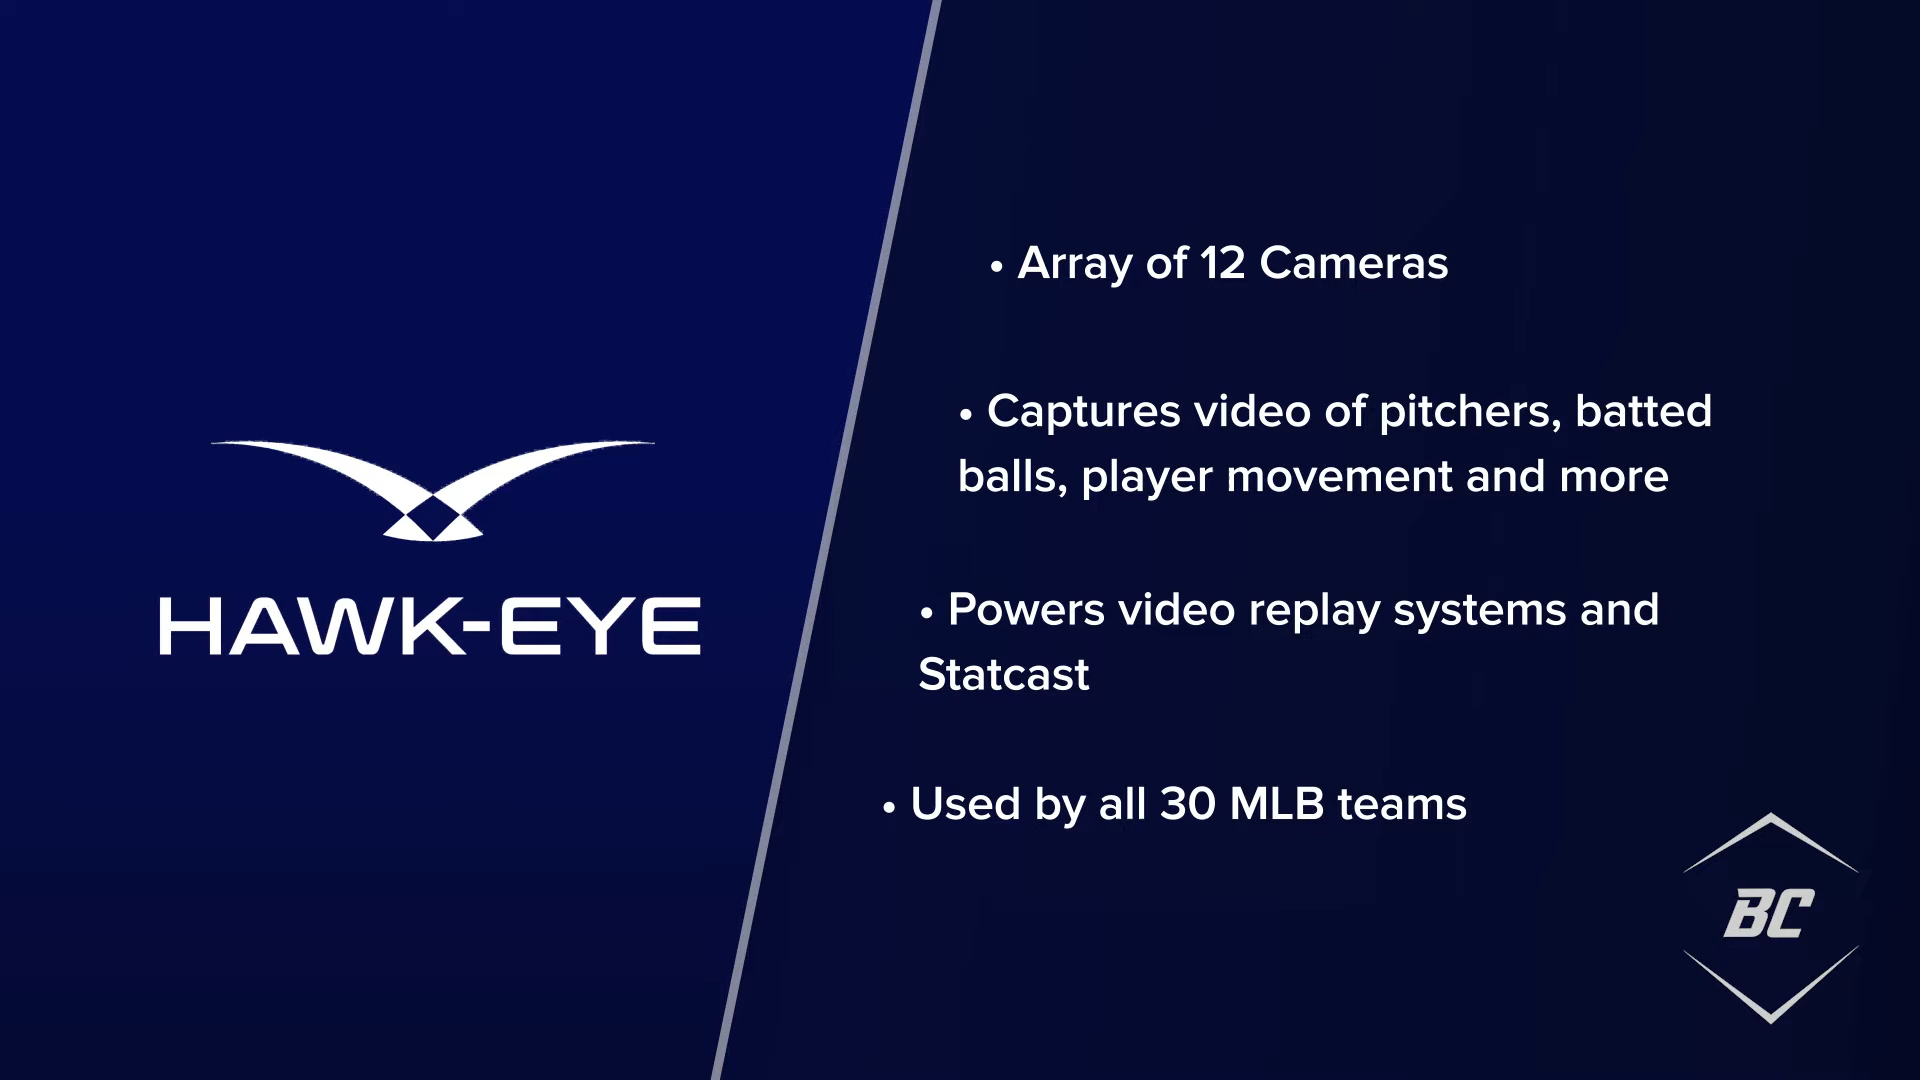 HAWK-EYE
• Array of 12 Cameras
• Captures video of pitchers, batted
balls, player movement and more
• Powers video replay systems and
Statcast
• Used by all 30 MLB teams
BC